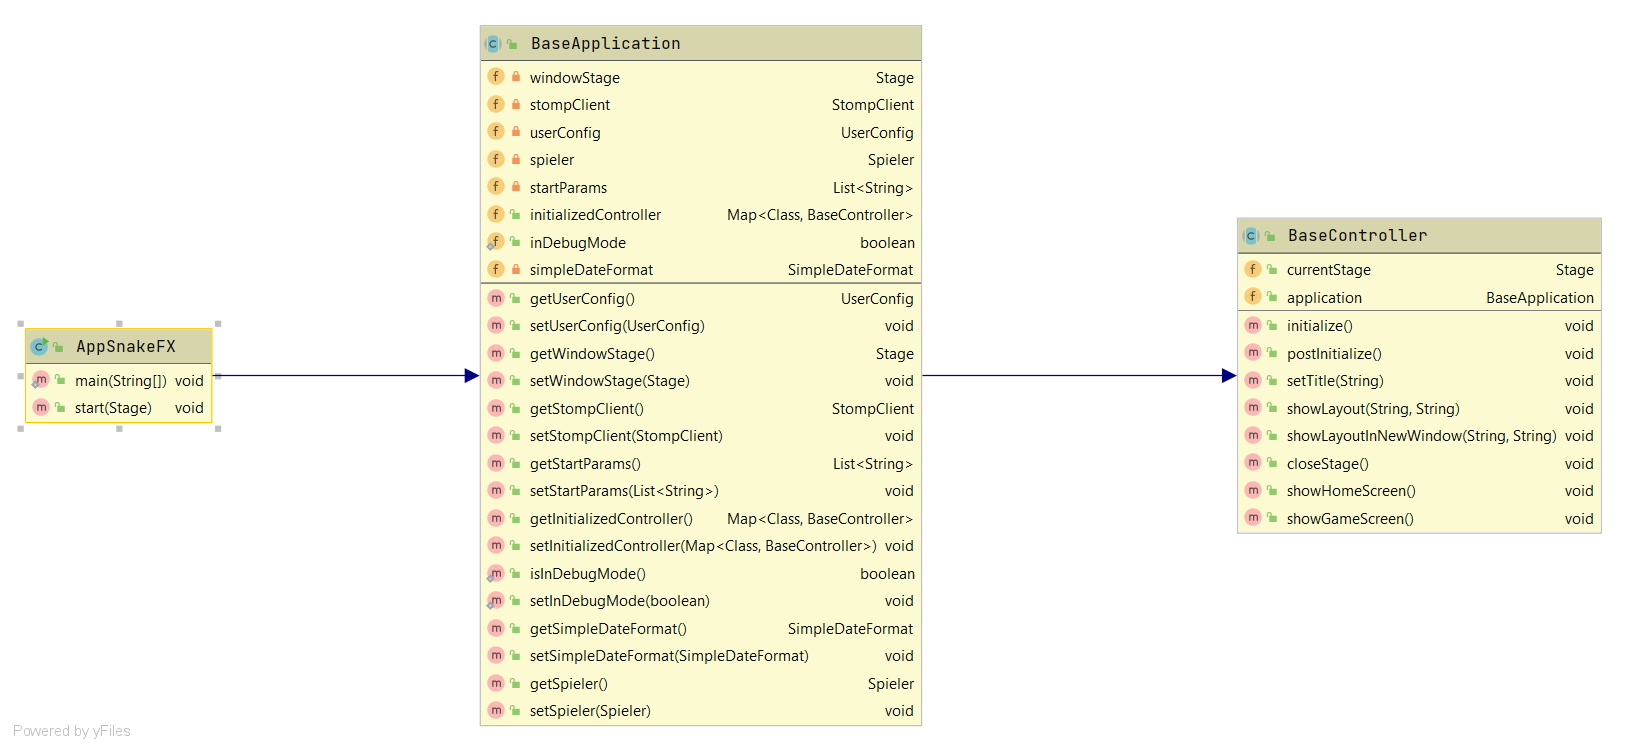 AppSnakeFX
main(String[]) void
start(Stage) void
BaseApplication
windowStage Stage
stompClient StompClient
userConfig UserConfig
spieler Spieler
startParams List<String>
initializedController Map<Class, BaseController>
inDebugMode boolean
simpleDateFormat SimpleDateFormat
getUserConfig() UserConfig
setUserConfig(UserConfig) void
getWindowStage() Stage
setWindowStage(Stage) void
getStompClient() StompClient
setStompClient(StompClient) void
getStartParams() List<String>
setStartParams(List<String>) void
getInitializedController() Map<Class, BaseController>
setInitializedController(Map<Class, BaseController>) void
isInDebugMode() boolean
setInDebugMode(boolean) void
getSimpleDateFormat() SimpleDateFormat
setSimpleDateFormat(SimpleDateFormat) void
getSpieler() Spieler
setSpieler(Spieler) void
BaseController
currentStage Stage
application BaseApplication
initialize() void
postInitialize() void
setTitle(String) void
showLayout(String, String) void
showLayoutInNewWindow(String, String) void
closeStage() void
showHomeScreen() void
showGameScreen() void
Powered by yFiles